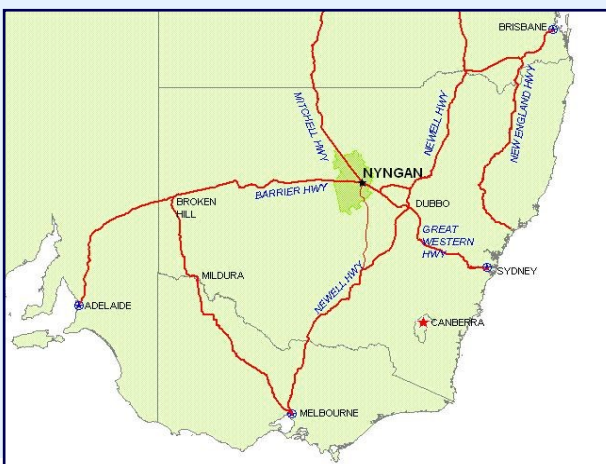 BRISBANE
MITCHELL HWY
NEWELL HWY
NEW ENGLAND HWY
NYNGAN
BARRIER HWY
BROKEN
HILL
DUBBO
GREAT
WESTERN
HWY
MILDURA
NEWELL HWY
SYDNEY
ADELAIDE
CANBERRA
MELBOURNE